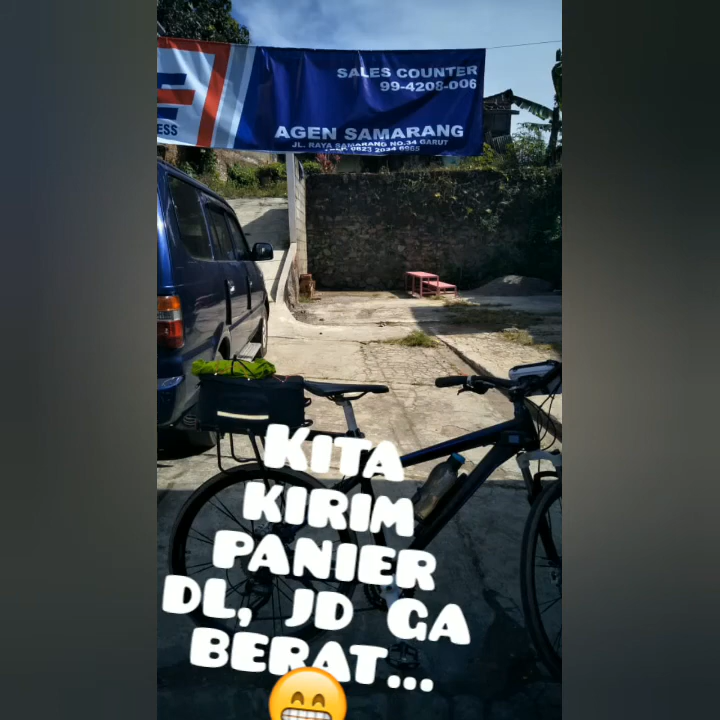 ESS
SALES COUNTER
99-4208-006
AGEN SAMARANG
JL. RAYA SAMARANG NO.34 GARUT
KITA
KIRIM
PANIER
DL, JD GA
BERAT...